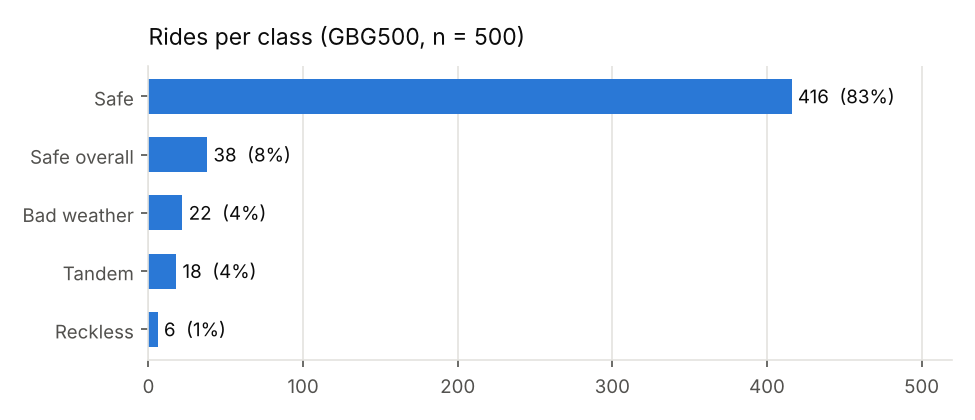 Rides per class (GBG500, n = 500)
Safe 416 (83%)
Safe overall 38 (8%)
Bad weather 22 (4%)
Tandem 18 (4%)
Reckless 6 (1%)
0 100 200 300 400 500